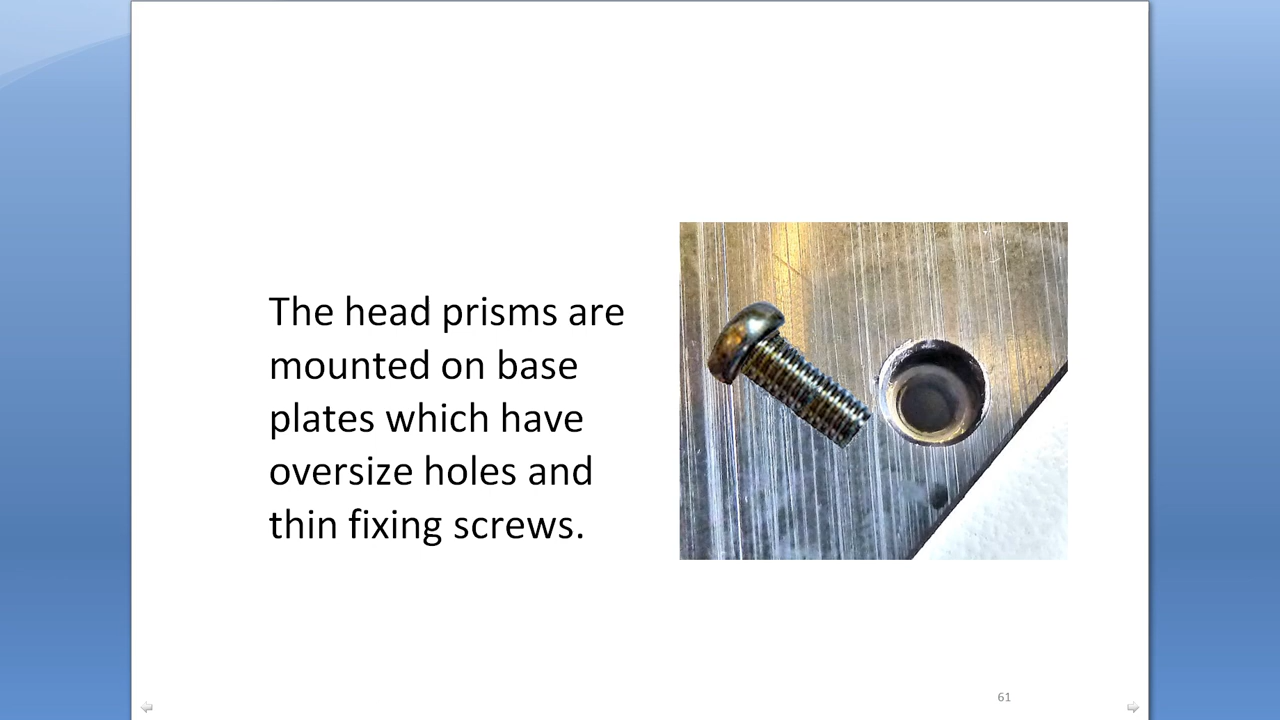 The head prisms are
mounted on base
plates which have
oversize holes and
thin fixing screws.
61